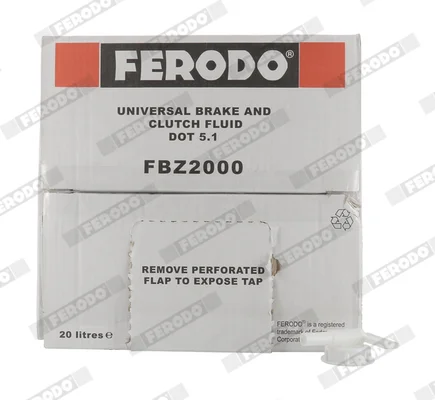 FERODO®
UNIVERSAL BRAKE AND
CLUTCH FLUID
DOT 5.1
FBZ2000
REMOVE PERFORATED
FLAP TO EXPOSE TAP
20 litres ℮
FERODO® is a registered
trademark of
Corporat